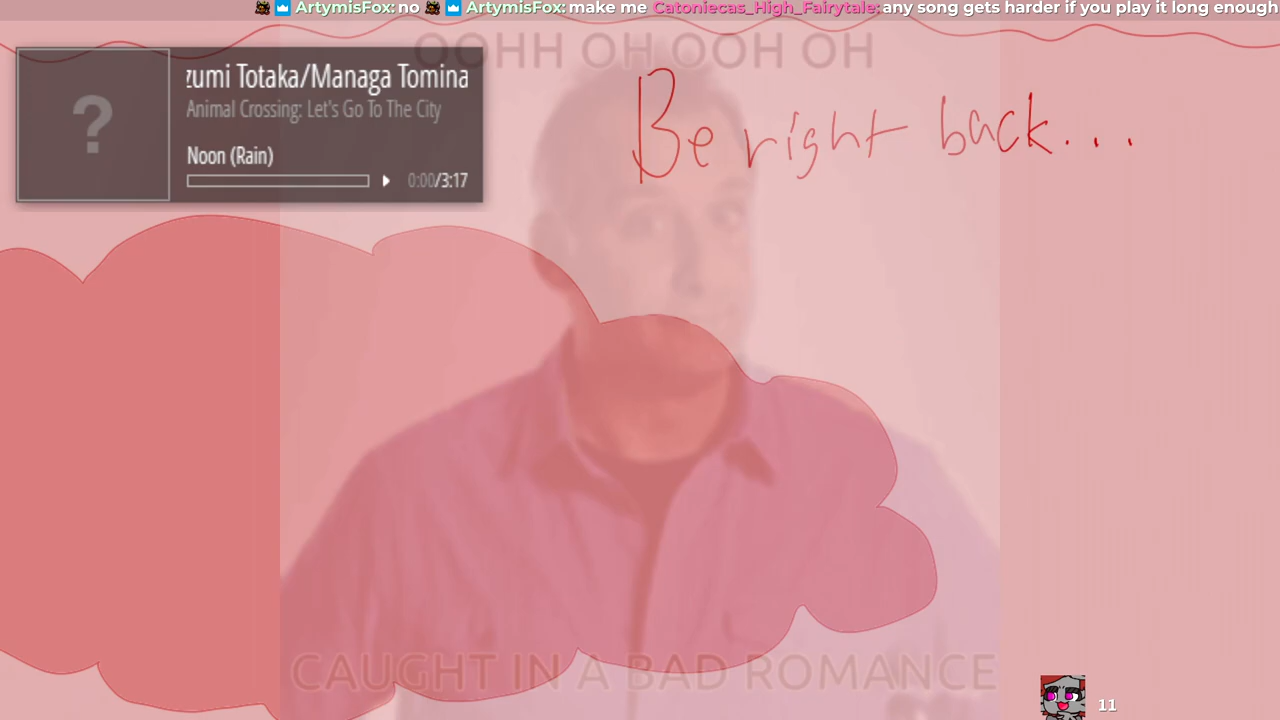 ArtymisFox: no ArtymisFox: make me Catoniecas_High_Fairytale: any song gets harder if you play it long enough
OOHH OH OOH OH
zumi Totaka/Managa Tomina
Animal Crossing: Let's Go To The City
Noon (Rain)
0:00/3:17
?
Be right back...
CAUGHT IN A BAD ROMANCE
11